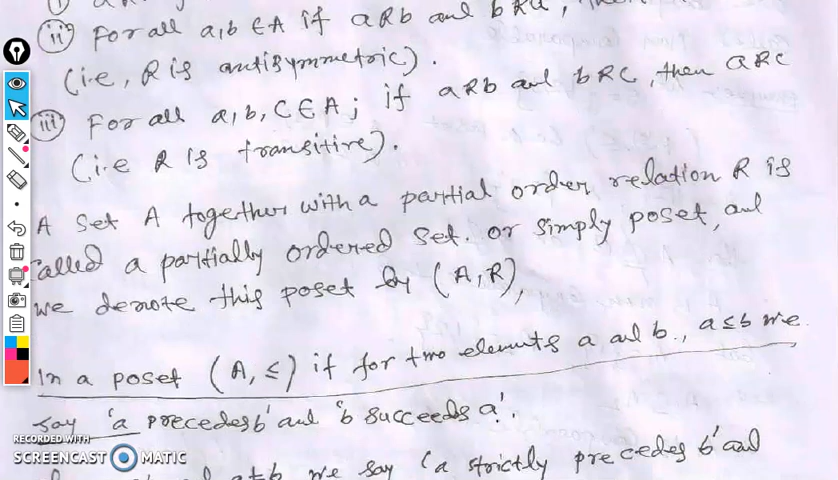 (ii) For all a,b ∈ A if aRb and bRa,
(i.e, R is antisymmetric).
(iii) For all a, b, C ∈ A; if aRb and bRC, then aRC
(i.e R is transitive).
A set A together with a partial order relation R is
called a partially ordered set. or simply poset, and
we denote this poset by (A, R),
In a poset (A, ≤) if for two elements a and b., a ≤ b we
say 'a precedes b' and 'b succeeds a'.
we say 'a strictly precedes b' and
RECORDED WITH
SCREENCAST MATIC